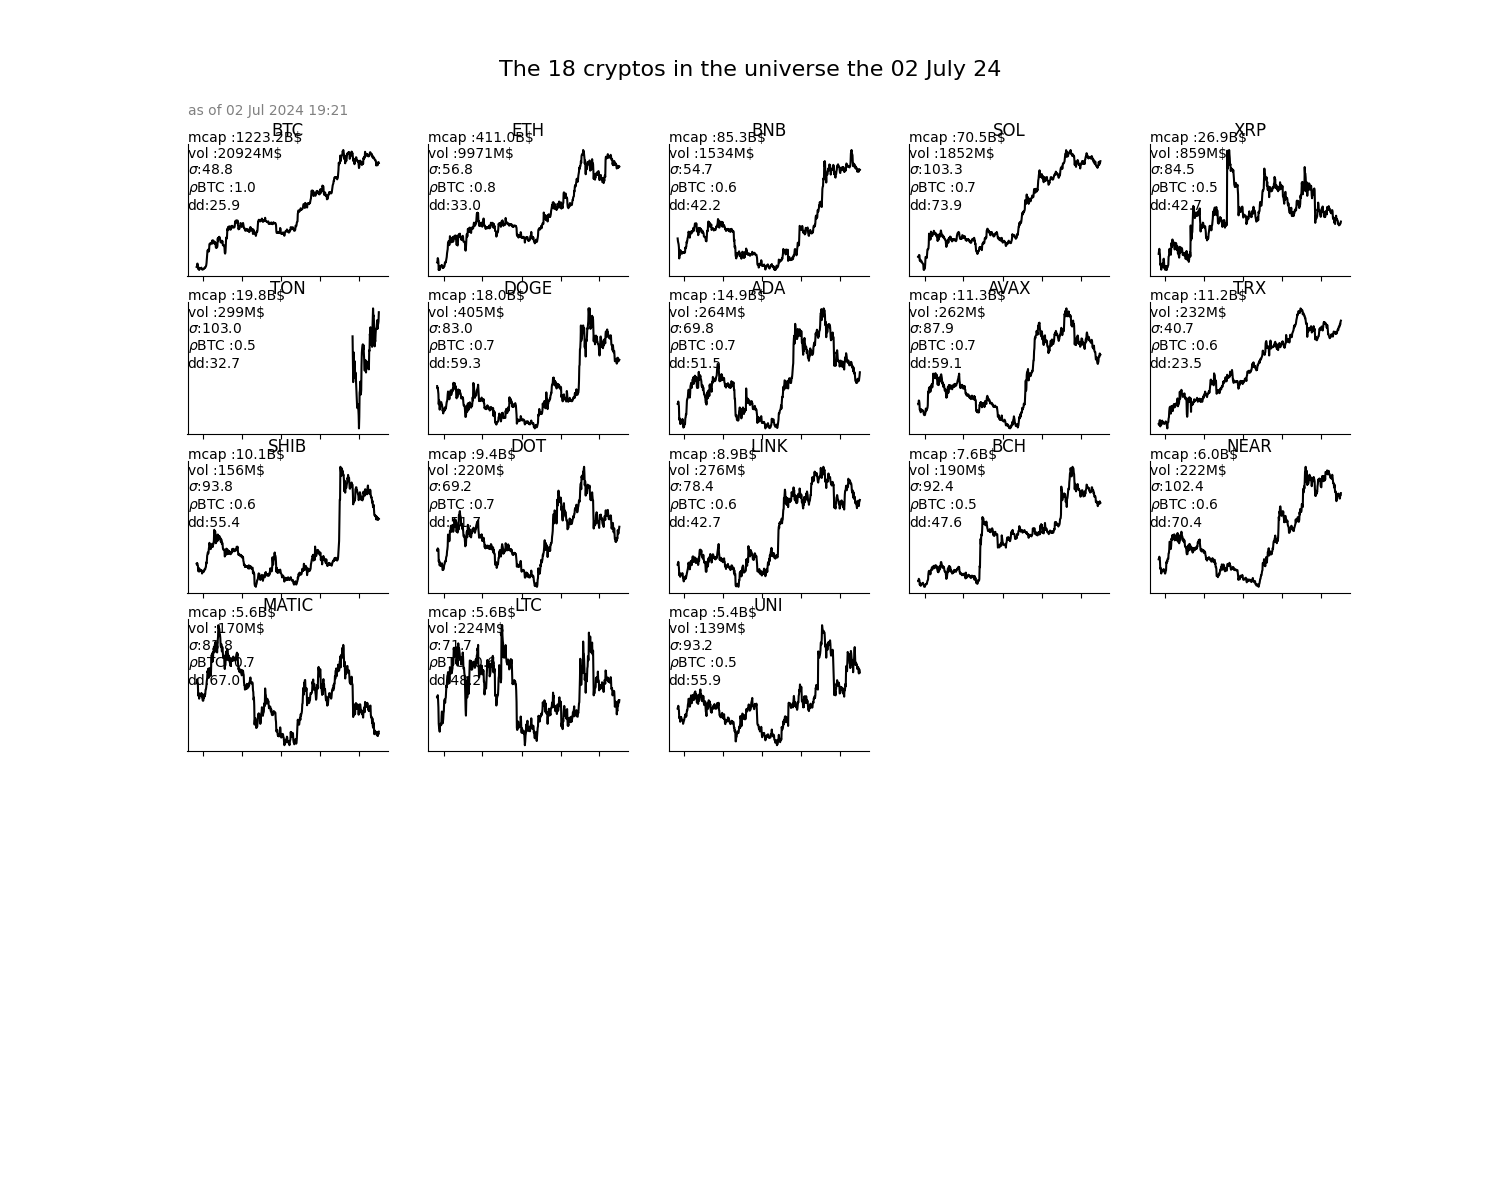 The 18 cryptos in the universe the 02 July 24
as of 02 Jul 2024 19:21
BTC
mcap :1223.2B$
vol :20924M$
σ:48.8
ρBTC :1.0
dd:25.9
ETH
mcap :411.0B$
vol :9971M$
σ:56.8
ρBTC :0.8
dd:33.0
BNB
mcap :85.3B$
vol :1534M$
σ:54.7
ρBTC :0.6
dd:42.2
SOL
mcap :70.5B$
vol :1852M$
σ:103.3
ρBTC :0.7
dd:73.9
XRP
mcap :26.9B$
vol :859M$
σ:84.5
ρBTC :0.5
dd:42.7
TON
mcap :19.8B$
vol :299M$
σ:103.0
ρBTC :0.5
dd:32.7
DOGE
mcap :18.0B$
vol :405M$
σ:83.0
ρBTC :0.7
dd:59.3
ADA
mcap :14.9B$
vol :264M$
σ:69.8
ρBTC :0.7
dd:51.5
AVAX
mcap :11.3B$
vol :262M$
σ:87.9
ρBTC :0.7
dd:59.1
TRX
mcap :11.2B$
vol :232M$
σ:40.7
ρBTC :0.6
dd:23.5
SHIB
mcap :10.1B$
vol :156M$
σ:93.8
ρBTC :0.6
dd:55.4
DOT
mcap :9.4B$
vol :220M$
σ:69.2
ρBTC :0.7
LINK
mcap :8.9B$
vol :276M$
σ:78.4
ρBTC :0.6
dd:42.7
BCH
mcap :7.6B$
vol :190M$
σ:92.4
ρBTC :0.5
dd:47.6
NEAR
mcap :6.0B$
vol :222M$
σ:102.4
ρBTC :0.6
dd:70.4
MATIC
mcap :5.6B$
vol :170M$
ρBTC :0.7
dd:67.0
LTC
mcap :5.6B$
vol :224M$
σ:71.7
ρBTC
dd:48.2
UNI
mcap :5.4B$
vol :139M$
σ:93.2
ρBTC :0.5
dd:55.9